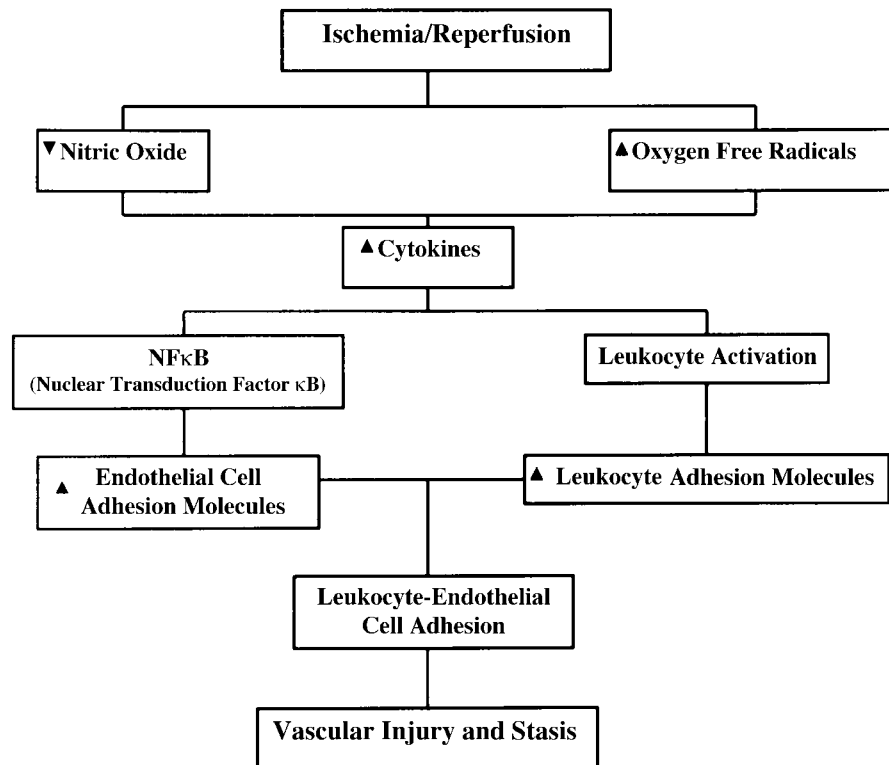 Ischemia/Reperfusion
▼Nitric Oxide
▲Oxygen Free Radicals
▲Cytokines
NFκB
(Nuclear Transduction Factor κB)
Leukocyte Activation
▲ Endothelial Cell
Adhesion Molecules
▲ Leukocyte Adhesion Molecules
Leukocyte-Endothelial
Cell Adhesion
Vascular Injury and Stasis